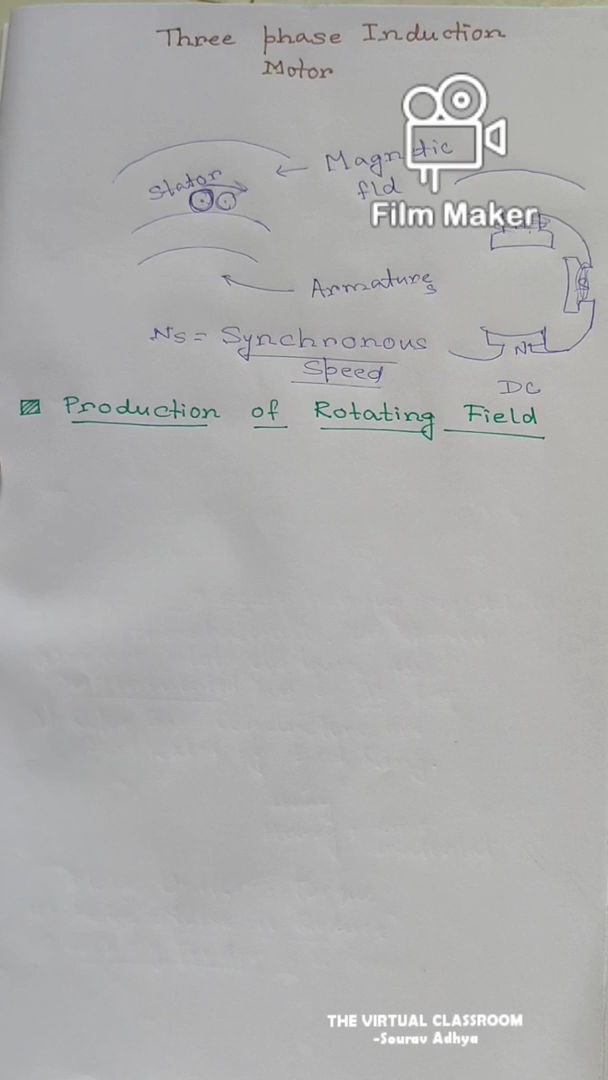 Three phase Induction
Motor
Stator
Magnetic
fld
Film Maker
Armature
Ns = Synchronous
Speed
N
DC
Production of Rotating Field
THE VIRTUAL CLASSROOM
-Sourav Adhya